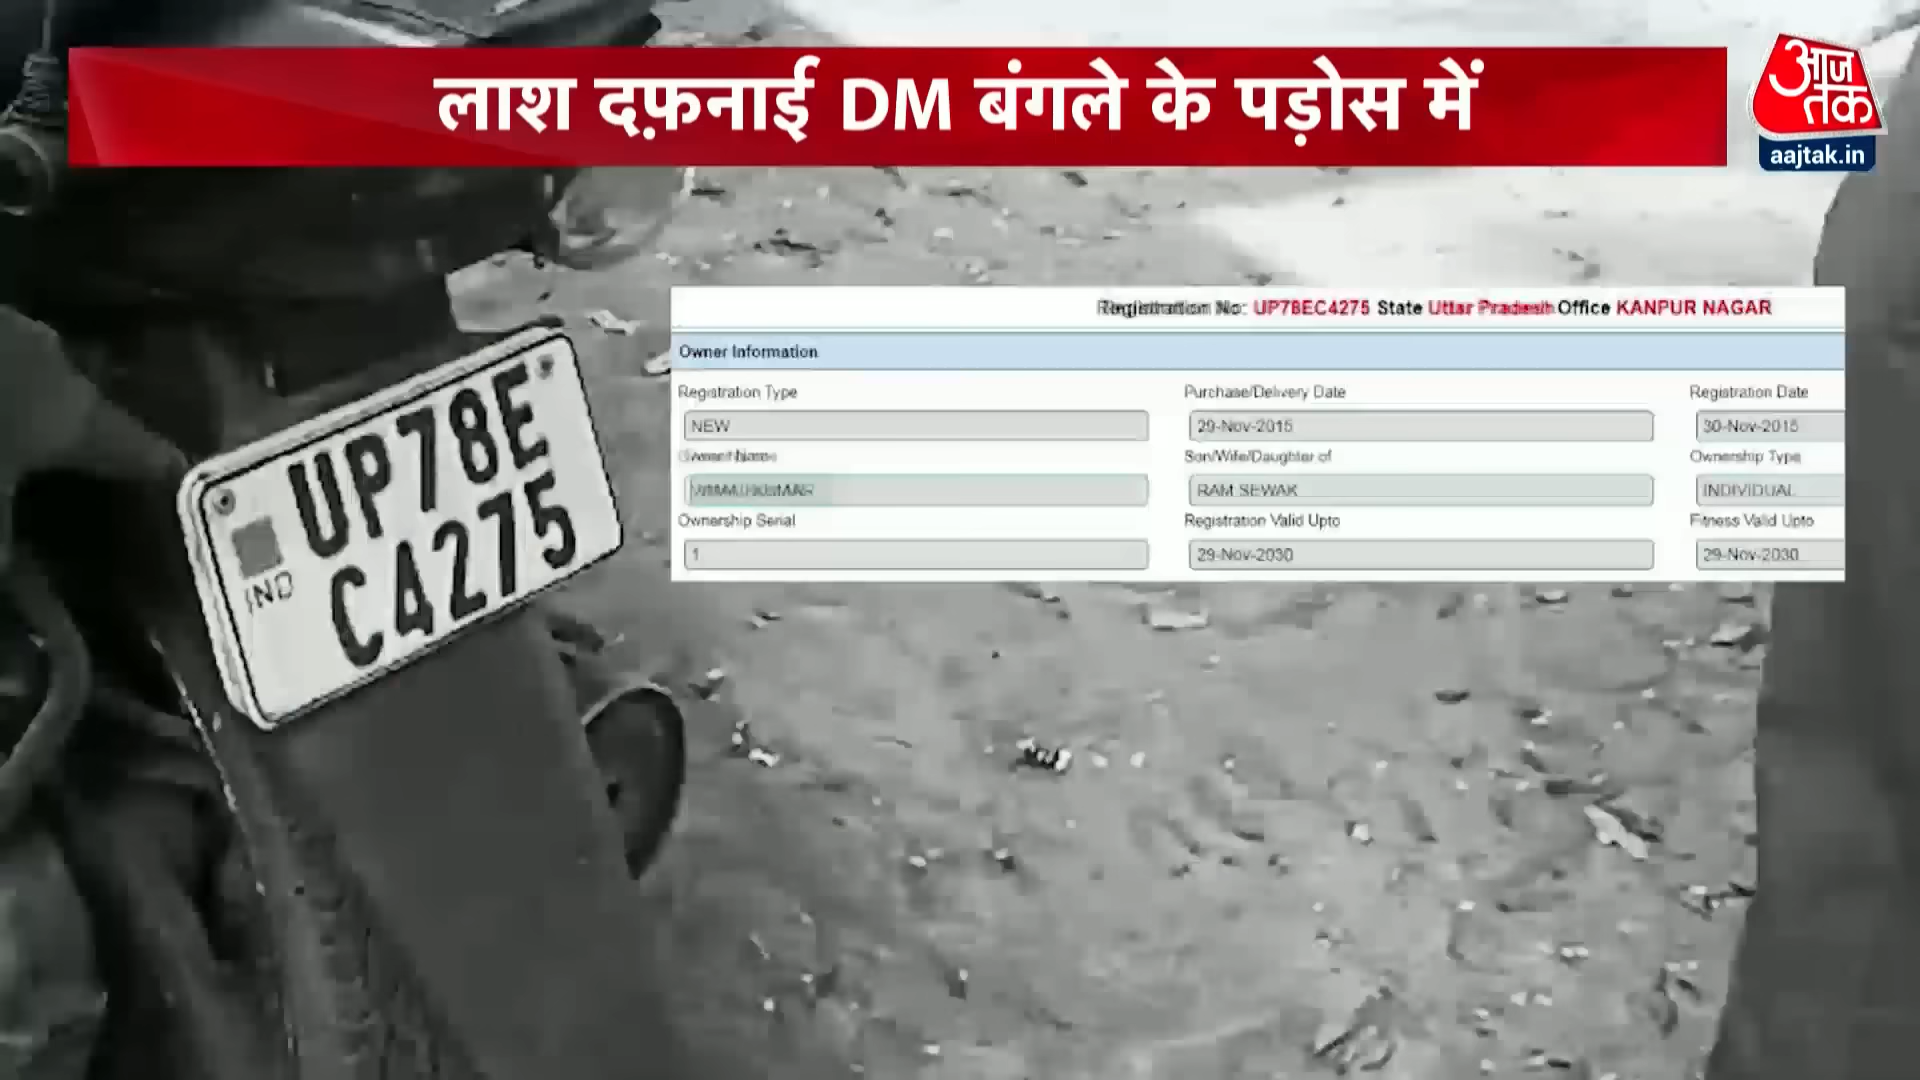 लाश दफ़नाई DM बंगले के पड़ोस में
आज तक
aajtak.in
Registration No: UP78EC4275 State Uttar Pradesh Office KANPUR NAGAR
Owner Information
Registration Type Purchase/Delivery Date Registration Date
NEW 29-Nov-2015 30-Nov-2015
Owner Name Son/Wife/Daughter of Ownership Type
RAM SEWAK INDIVIDUAL
Ownership Serial Registration Valid Upto Fitness Valid Upto
1 29-Nov-2030 29-Nov-2030
UP78E
C4275
IND